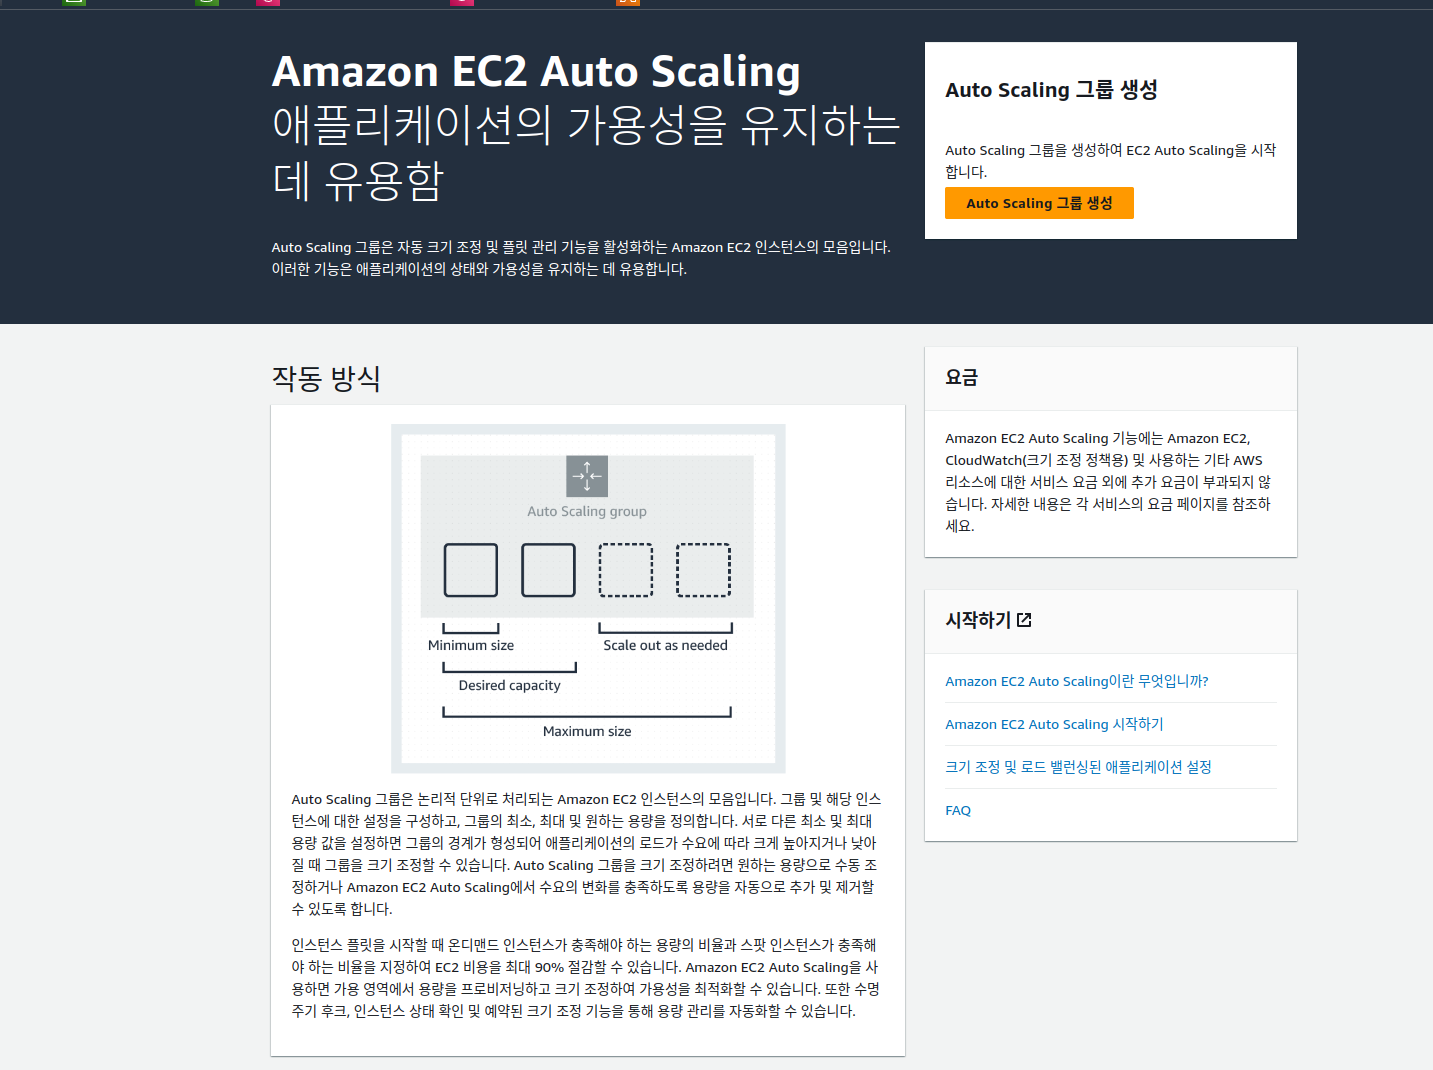 Amazon EC2 Auto Scaling
애플리케이션의 가용성을 유지하는
데 유용함
Auto Scaling 그룹은 자동 크기 조정 및 플릿 관리 기능을 활성화하는 Amazon EC2 인스턴스의 모음입니다.
이러한 기능은 애플리케이션의 상태와 가용성을 유지하는 데 유용합니다.
Auto Scaling 그룹 생성
Auto Scaling 그룹을 생성하여 EC2 Auto Scaling을 시작
합니다.
Auto Scaling 그룹 생성
작동 방식
Auto Scaling group
Minimum size
Scale out as needed
Desired capacity
Maximum size
Auto Scaling 그룹은 논리적 단위로 처리되는 Amazon EC2 인스턴스의 모음입니다. 그룹 및 해당 인스
턴스에 대한 설정을 구성하고, 그룹의 최소, 최대 및 원하는 용량을 정의합니다. 서로 다른 최소 및 최대
용량 값을 설정하면 그룹의 경계가 형성되어 애플리케이션의 로드가 수요에 따라 크게 높아지거나 낮아
질 때 그룹을 크기 조정할 수 있습니다. Auto Scaling 그룹을 크기 조정하려면 원하는 용량으로 수동 조
정하거나 Amazon EC2 Auto Scaling에서 수요의 변화를 충족하도록 용량을 자동으로 추가 및 제거할
수 있도록 합니다.
인스턴스 플릿을 시작할 때 온디맨드 인스턴스가 충족해야 하는 용량의 비율과 스팟 인스턴스가 충족해
야 하는 비율을 지정하여 EC2 비용을 최대 90% 절감할 수 있습니다. Amazon EC2 Auto Scaling을 사
용하면 가용 영역에서 용량을 프로비저닝하고 크기 조정하여 가용성을 최적화할 수 있습니다. 또한 수명
주기 후크, 인스턴스 상태 확인 및 예약된 크기 조정 기능을 통해 용량 관리를 자동화할 수 있습니다.
요금
Amazon EC2 Auto Scaling 기능에는 Amazon EC2,
CloudWatch(크기 조정 정책용) 및 사용하는 기타 AWS
리소스에 대한 서비스 요금 외에 추가 요금이 부과되지 않
습니다. 자세한 내용은 각 서비스의 요금 페이지를 참조하
세요.
시작하기
Amazon EC2 Auto Scaling이란 무엇입니까?
Amazon EC2 Auto Scaling 시작하기
크기 조정 및 로드 밸런싱된 애플리케이션 설정
FAQ